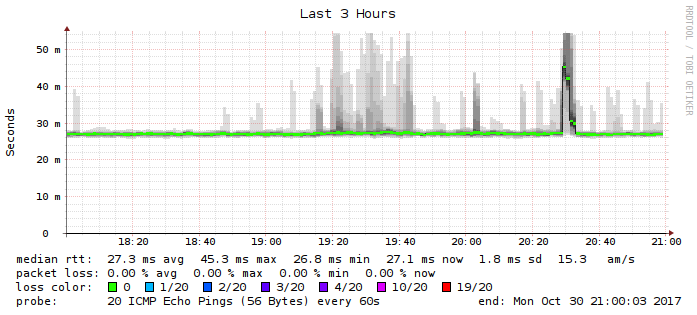 Last 3 Hours
RRDTOOL / TOBI OETIKER
Seconds
50 m
40 m
30 m
20 m
10 m
0
18:20 18:40 19:00 19:20 19:40 20:00 20:20 20:40 21:00
median rtt: 27.3 ms avg 45.3 ms max 26.8 ms min 27.1 ms now 1.8 ms sd 15.3 am/s
packet loss: 0.00 % avg 0.00 % max 0.00 % min 0.00 % now
loss color: 0 1/20 2/20 3/20 4/20 10/20 19/20
probe: 20 ICMP Echo Pings (56 Bytes) every 60s end: Mon Oct 30 21:00:03 2017